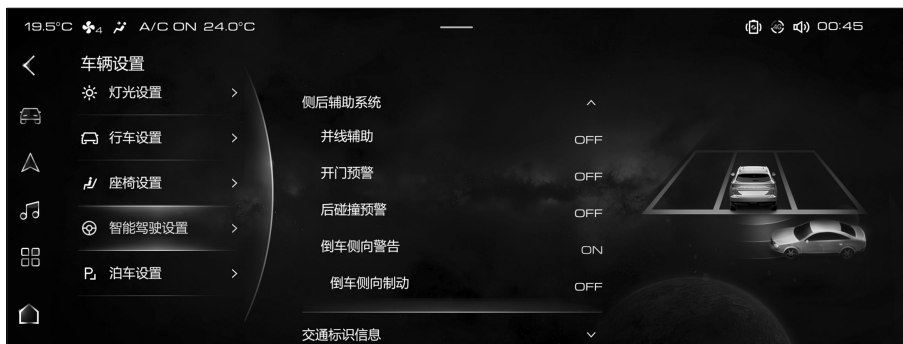 19.5°C 4 A/C ON 24.0°C 00:45
车辆设置
灯光设置
行车设置
座椅设置
智能驾驶设置
泊车设置
侧后辅助系统
并线辅助 OFF
开门预警 OFF
后碰撞预警 OFF
倒车侧向警告 ON
倒车侧向制动 OFF
交通标识信息